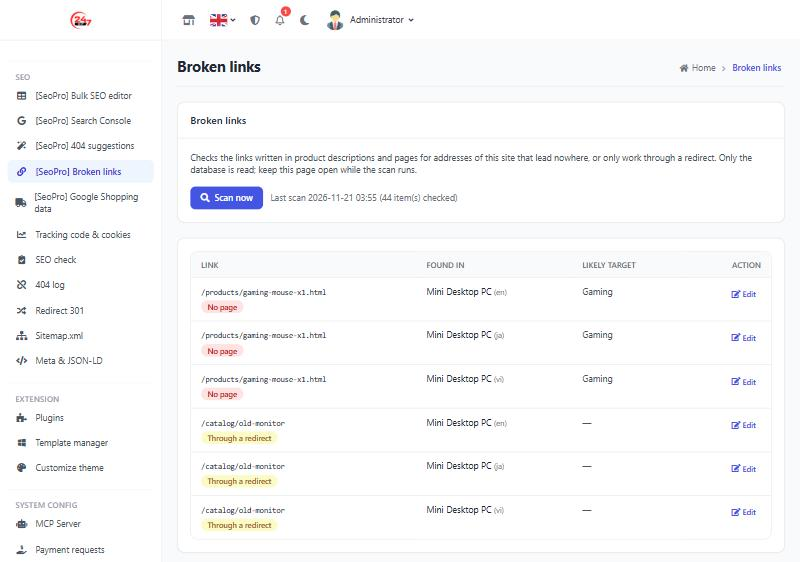 247
1
Administrator
SEO
[SeoPro] Bulk SEO editor
[SeoPro] Search Console
[SeoPro] 404 suggestions
[SeoPro] Broken links
[SeoPro] Google Shopping
data
Tracking code & cookies
SEO check
404 log
Redirect 301
Sitemap.xml
Meta & JSON-LD
EXTENSION
Plugins
Template manager
Customize theme
SYSTEM CONFIG
MCP Server
Payment requests
Broken links
Home > Broken links
Broken links
Checks the links written in product descriptions and pages for addresses of this site that lead nowhere, or only work through a redirect. Only the
database is read; keep this page open while the scan runs.
Scan now Last scan 2026-11-21 03:55 (44 item(s) checked)
LINK FOUND IN LIKELY TARGET ACTION
/products/gaming-mouse-x1.html Mini Desktop PC (en) Gaming Edit
No page
/products/gaming-mouse-x1.html Mini Desktop PC (ja) Gaming Edit
No page
/products/gaming-mouse-x1.html Mini Desktop PC (vi) Gaming Edit
No page
/catalog/old-monitor Mini Desktop PC (en) — Edit
Through a redirect
/catalog/old-monitor Mini Desktop PC (ja) — Edit
Through a redirect
/catalog/old-monitor Mini Desktop PC (vi) — Edit
Through a redirect